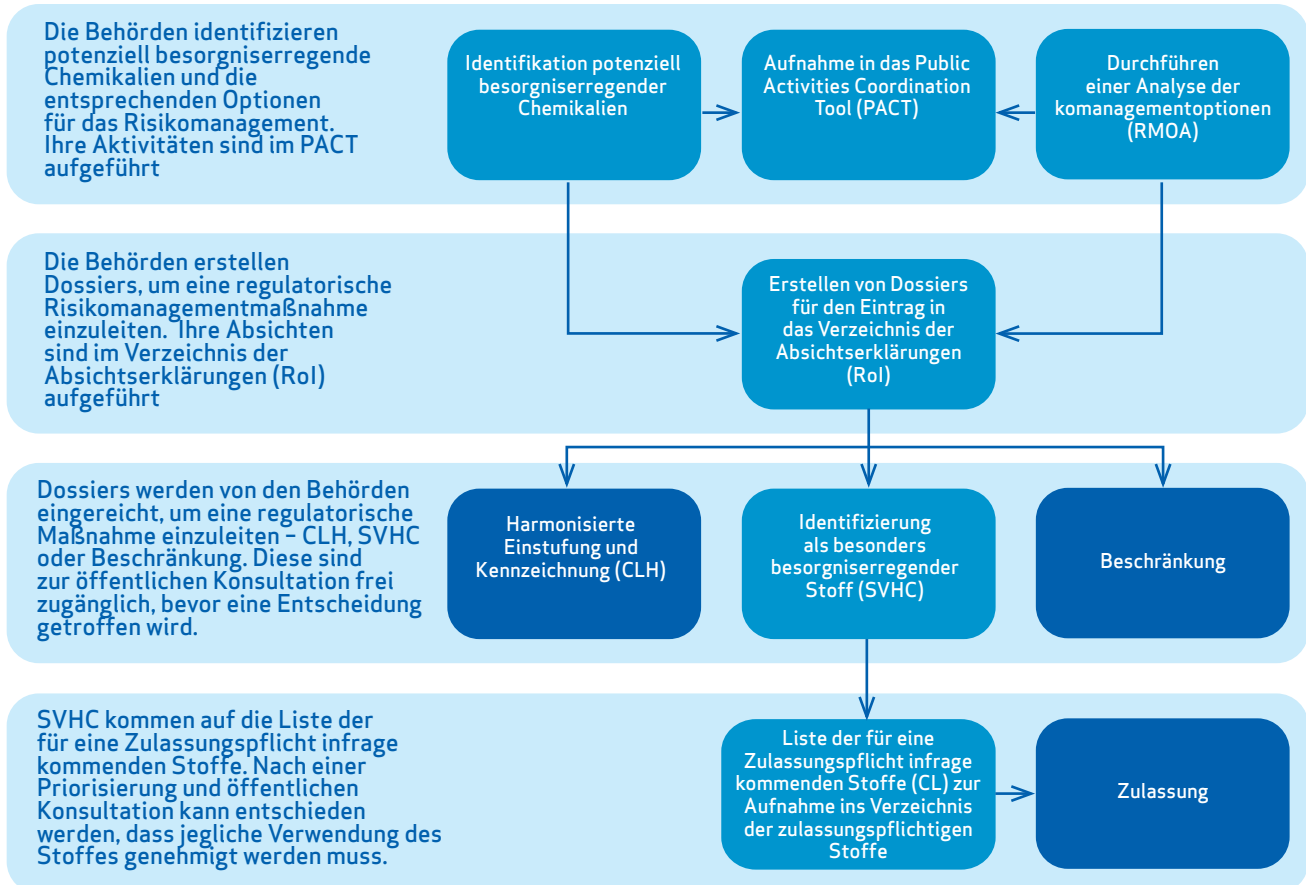 Die Behörden identifizieren
potenziell besorgniserregende
Chemikalien und die
entsprechenden Optionen
für das Risikomanagement.
Ihre Aktivitäten sind im PACT
aufgeführt
Identifikation potenziell
besorgniserregender
Chemikalien
Aufnahme in das Public
Activities Coordination
Tool (PACT)
Durchführen
einer Analyse der
komanagementoptionen
(RMOA)
Die Behörden erstellen
Dossiers, um eine regulatorische
Risikomanagementmaßnahme
einzuleiten. Ihre Absichten
sind im Verzeichnis der
Absichtserklärungen (RoI)
aufgeführt
Erstellen von Dossiers
für den Eintrag in
das Verzeichnis der
Absichtserklärungen
(RoI)
Dossiers werden von den Behörden
eingereicht, um eine regulatorische
Maßnahme einzuleiten – CLH, SVHC
oder Beschränkung. Diese sind
zur öffentlichen Konsultation frei
zugänglich, bevor eine Entscheidung
getroffen wird.
Harmonisierte
Einstufung und
Kennzeichnung (CLH)
Identifizierung
als besonders
besorgniserregender
Stoff (SVHC)
Beschränkung
SVHC kommen auf die Liste der
für eine Zulassungspflicht infrage
kommenden Stoffe. Nach einer
Priorisierung und öffentlichen
Konsultation kann entschieden
werden, dass jegliche Verwendung des
Stoffes genehmigt werden muss.
Liste der für eine
Zulassungspflicht infrage
kommenden Stoffe (CL) zur
Aufnahme ins Verzeichnis
der zulassungspflichtigen
Stoffe
Zulassung